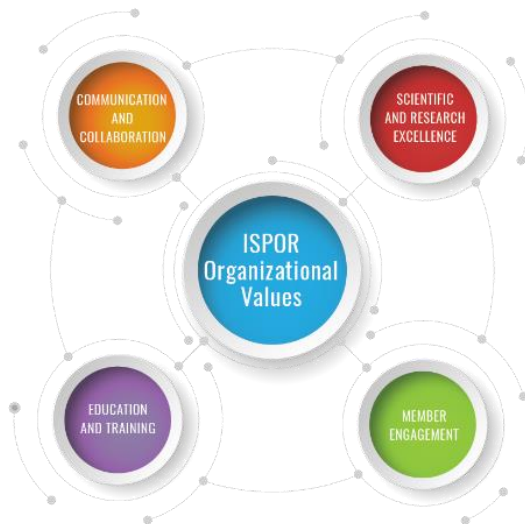 COMMUNICATION
AND
COLLABORATION
SCIENTIFIC
AND RESEARCH
EXCELLENCE
ISPOR
Organizational
Values
EDUCATION
AND TRAINING
MEMBER
ENGAGEMENT